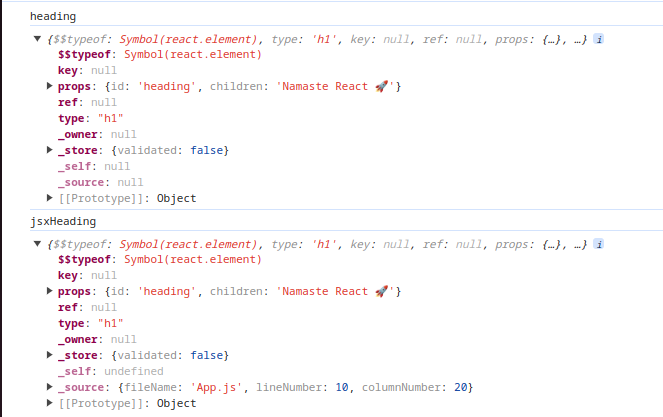 heading
▼ {$$typeof: Symbol(react.element), type: 'h1', key: null, ref: null, props: {…}, …} i
$$typeof: Symbol(react.element)
key: null
▶ props: {id: 'heading', children: 'Namaste React 🚀'}
ref: null
type: "h1"
_owner: null
▶ _store: {validated: false}
_self: null
_source: null
▶ [[Prototype]]: Object
jsxHeading
▼ {$$typeof: Symbol(react.element), type: 'h1', key: null, ref: null, props: {…}, …} i
$$typeof: Symbol(react.element)
key: null
▶ props: {id: 'heading', children: 'Namaste React 🚀'}
ref: null
type: "h1"
_owner: null
▶ _store: {validated: false}
_self: undefined
▶ _source: {fileName: 'App.js', lineNumber: 10, columnNumber: 20}
▶ [[Prototype]]: Object